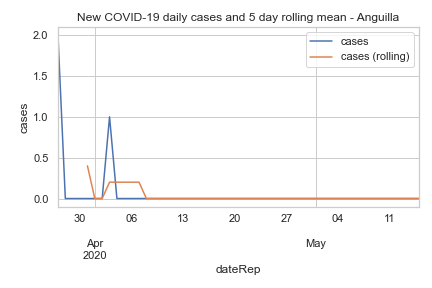 New COVID-19 daily cases and 5 day rolling mean - Anguilla
cases
cases (rolling)
2.0
1.5
1.0
0.5
0.0
cases
30 06 13 20 27 04 11
Apr May
2020
dateRep